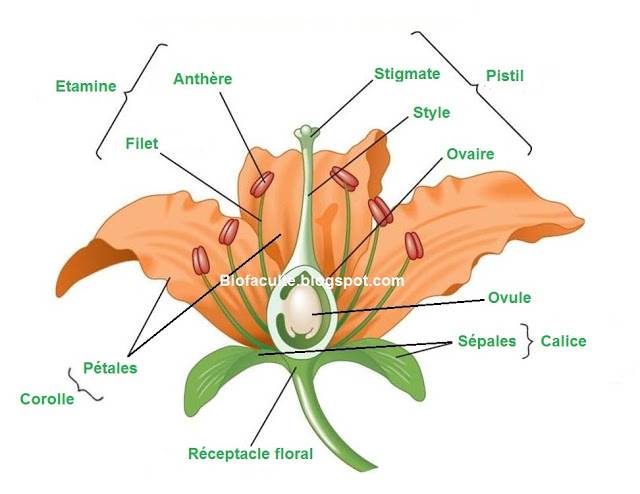 Etamine
Anthère
Stigmate
Pistil
Style
Filet
Ovaire
Biofaculte.blogspot.com
Ovule
Sépales
Calice
Pétales
Corolle
Réceptacle floral